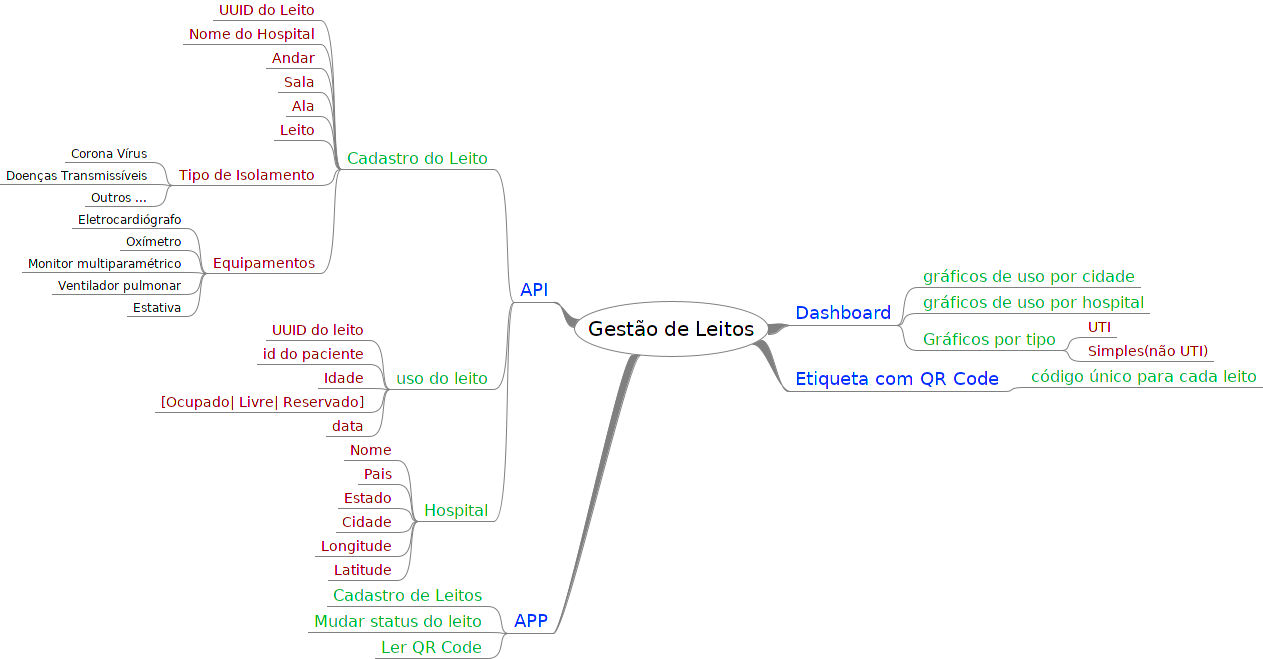 UUID do Leito
Nome do Hospital
Andar
Sala
Ala
Leito
Cadastro do Leito
Corona Vírus
Doenças Transmissíveis
Outros ...
Tipo de Isolamento
Eletrocardiógrafo
Oxímetro
Monitor multiparamétrico
Ventilador pulmonar
Estativa
Equipamentos
API
UUID do leito
id do paciente
Idade
[Ocupado| Livre| Reservado]
data
uso do leito
Nome
Pais
Estado
Cidade
Longitude
Latitude
Hospital
Cadastro de Leitos
Mudar status do leito
Ler QR Code
APP
Gestão de Leitos
Dashboard
gráficos de uso por cidade
gráficos de uso por hospital
Gráficos por tipo
UTI
Simples(não UTI)
Etiqueta com QR Code
código único para cada leito